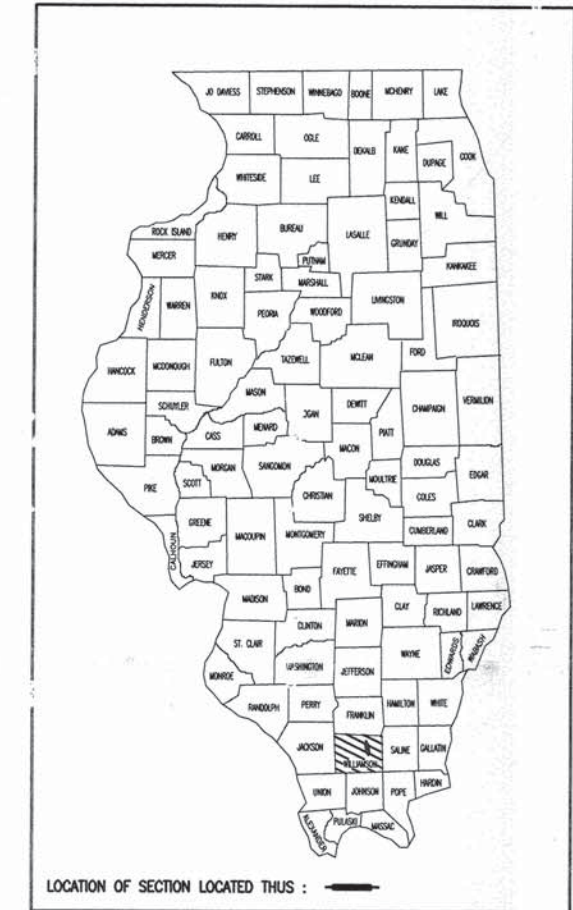 JO DAVIESS STEPHENSON WINNEBAGO BOONE MCHENRY LAKE
CARROLL OGLE DEKALB KANE COOK
DUPAGE
WHITESIDE LEE
KENDALL WILL
ROCK ISLAND HENRY BUREAU LASALLE GRUNDAY
MERCER PUTNAM KANKAKEE
STARK MARSHALL
HENDERSON WARREN KNOX PEORIA WOODFORD LIVINGSTON IROQUOIS
HANCOCK MCDONOUGH FULTON TAZEWELL MCLEAN FORD
MASON
SCHUYLER DEWITT CHAMPAIGN VERMILION
ADAMS BROWN CASS MENARD OGAN PIATT
MACON
MORGAN SANGOMON DOUGLAS EDGAR
PIKE SCOTT CHRISTIAN MOULTRIE COLES
GREENE SHELBY
CALHOUN MACOUPIN MONTGOMERY CUMBERLAND CLARK
JERSEY FAYETTE EFFINGHAM JASPER CRAWFORD
MADISON BOND CLAY RICHLAND LAWRENCE
CLINTON MARION
ST. CLAIR WAYNE EDWARDS WABASH
MONROE WASHINGTON JEFFERSON
RANDOLPH PERRY HAMILTON WHITE
FRANKLIN
JACKSON WILLIAMSON SALINE GALLATIN
UNION JOHNSON POPE HARDIN
ALEXANDER PULASKI MASSAC
LOCATION OF SECTION LOCATED THUS :